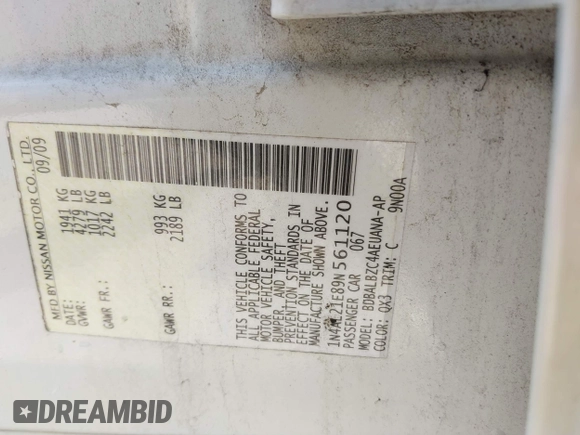 MFD BY NISSAN MOTOR CO., LTD.
09/09
GVWR: 1941 KG
4279 LB
GAWR FR.: 1017 KG
2242 LB
GAWR RR.: 993 KG
2189 LB
THIS VEHICLE CONFORMS TO
ALL APPLICABLE FEDERAL
MOTOR VEHICLE SAFETY,
BUMPER, AND THEFT
PREVENTION STANDARDS IN
EFFECT ON THE DATE OF
MANUFACTURE SHOWN ABOVE.
1N4AL21E89N561120
PASSENGER CAR 067
MODEL: BDBALBZC4AEUANA-AP
COLOR: QX3 TRIM: C 9N00A
DREAMBID